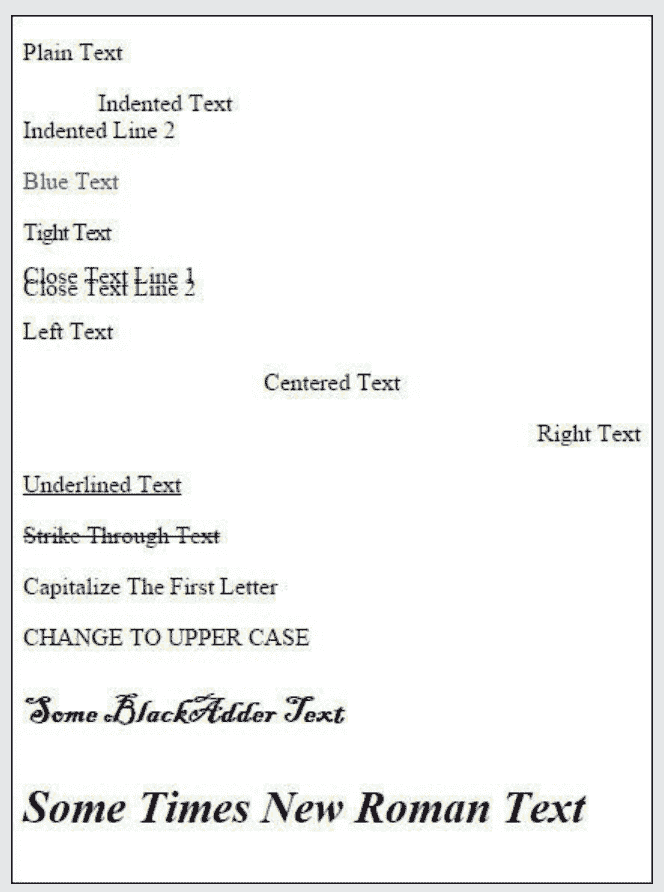 Plain Text
Indented Text
Indented Line 2
Blue Text
Tight Text
Close Text Line 1
Close Text Line 2
Left Text
Centered Text
Right Text
Underlined Text
Strike Through Text
Capitalize The First Letter
CHANGE TO UPPER CASE
Some BlackAdder Text
Some Times New Roman Text